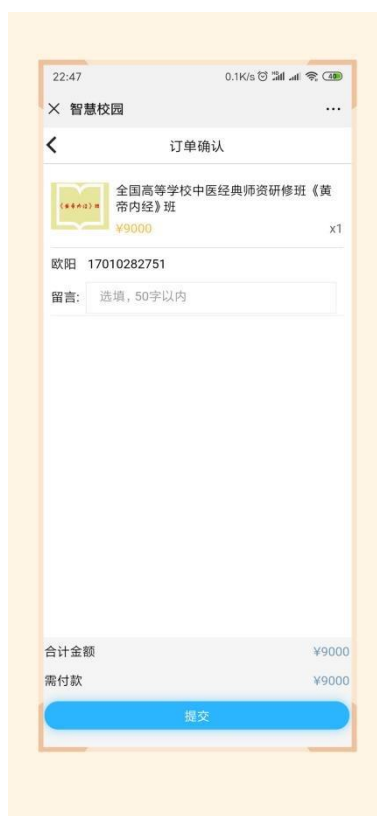 22:47
0.1K/s
40
智慧校园
订单确认
全国高等学校中医经典师资研修班《黄
帝内经》班
¥9000
x1
欧阳 17010282751
留言: 选填，50字以内
合计金额 ¥9000
需付款 ¥9000
提交